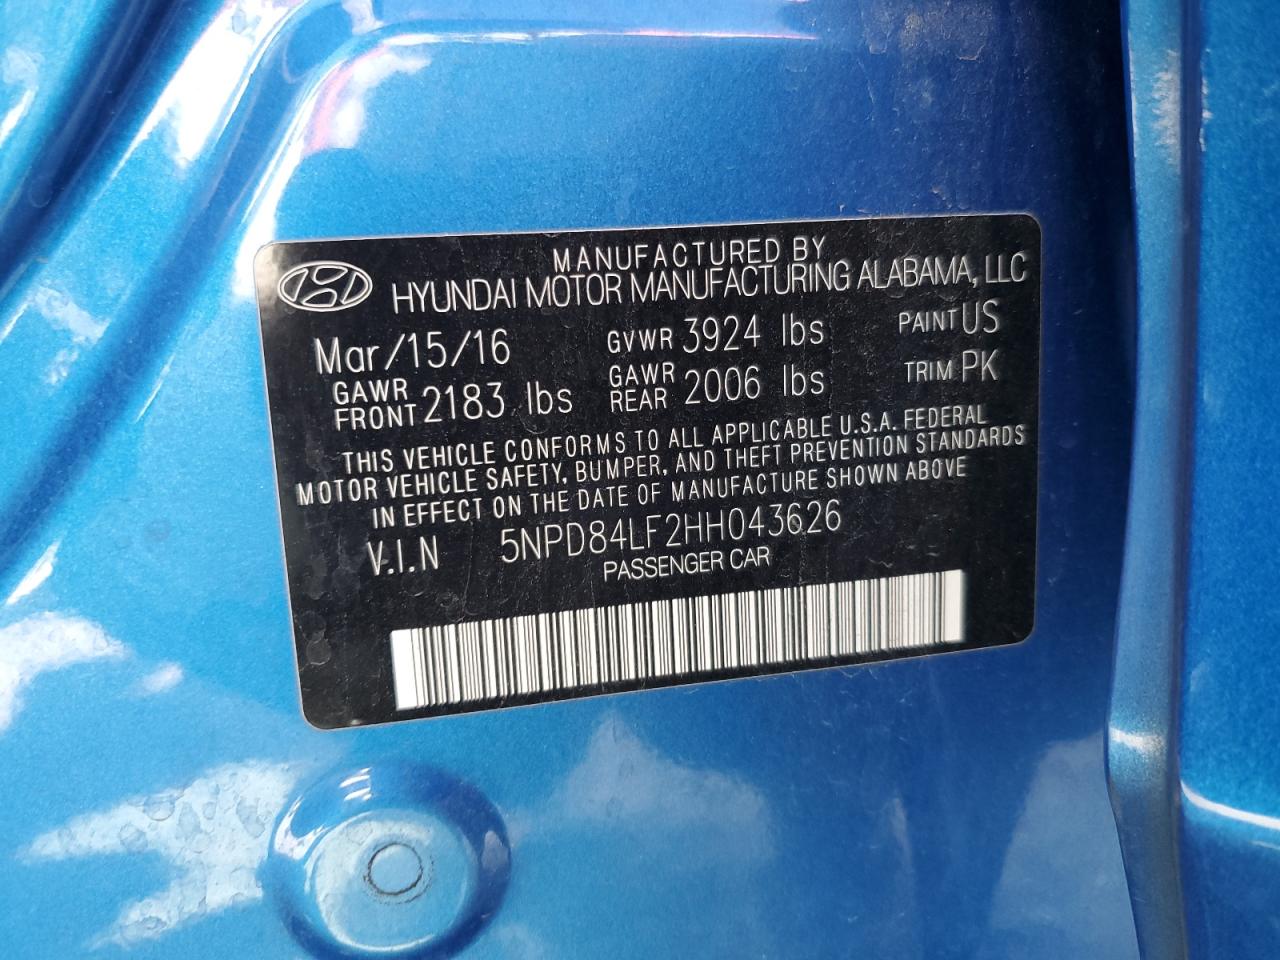 MANUFACTURED BY
HYUNDAI MOTOR MANUFACTURING ALABAMA, LLC
Mar/15/16 GVWR 3924 lbs PAINT US
GAWR FRONT 2183 lbs GAWR REAR 2006 lbs TRIM PK
THIS VEHICLE CONFORMS TO ALL APPLICABLE U.S.A. FEDERAL
MOTOR VEHICLE SAFETY, BUMPER, AND THEFT PREVENTION STANDARDS
IN EFFECT ON THE DATE OF MANUFACTURE SHOWN ABOVE
V.I.N 5NPD84LF2HH043626
PASSENGER CAR